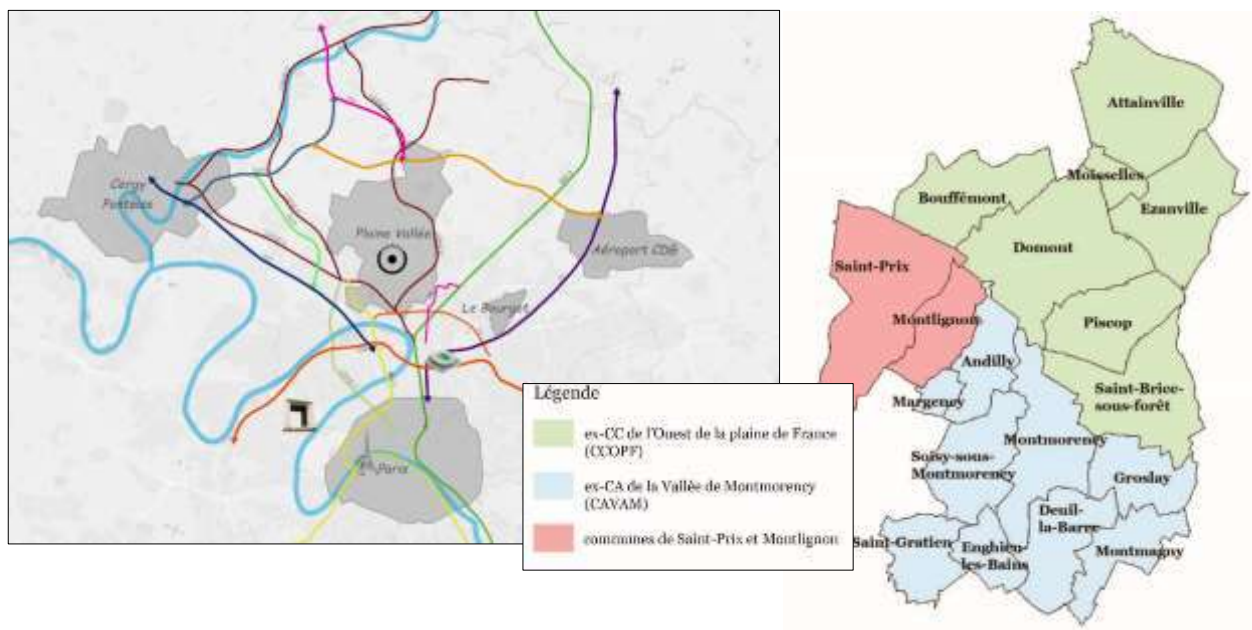 Cergy
Pontoise
Plaine Vallée
Aéroport CDG
Le Bourget
Paris
Légende
ex-CC de l'Ouest de la plaine de France
(CCOPF)
ex-CA de la Vallée de Montmorency
(CAVAM)
communes de Saint-Prix et Montlignon
Attainville
Moisselles
Bouffémont
Ezanville
Domont
Saint-Prix
Montlignon
Piscop
Andilly
Margency
Saint-Brice-
sous-forêt
Montmorency
Soisy-sous-
Montmorency
Groslay
Deuil-
la-Barre
Saint-Gratien
Enghien-
les-Bains
Montmagny